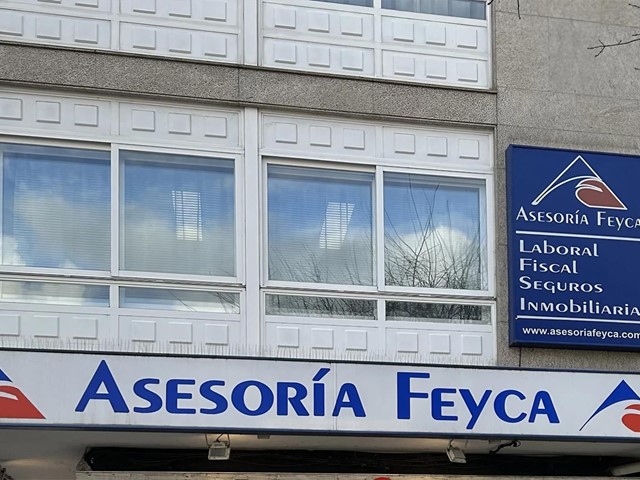 ASESORÍA FEYCA
LABORAL
FISCAL
SEGUROS
INMOBILIARIA
www.asesoriafeyca.com
ASESORÍA FEYCA